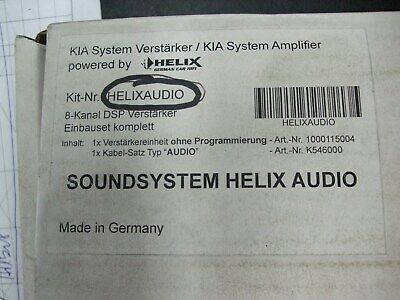 KIA System Verstärker / KIA System Amplifier
powered by HELIX
GERMAN CAR HIFI
Kit-Nr. HELIXAUDIO
HELIXAUDIO
8-Kanal DSP Verstärker
Einbauset komplett
Inhalt: 1x Verstärkereinheit ohne Programmierung - Art.-Nr. 1000115004
1x Kabel-Satz Typ "AUDIO" - Art.-Nr. K546000
SOUNDSYSTEM HELIX AUDIO
Made in Germany